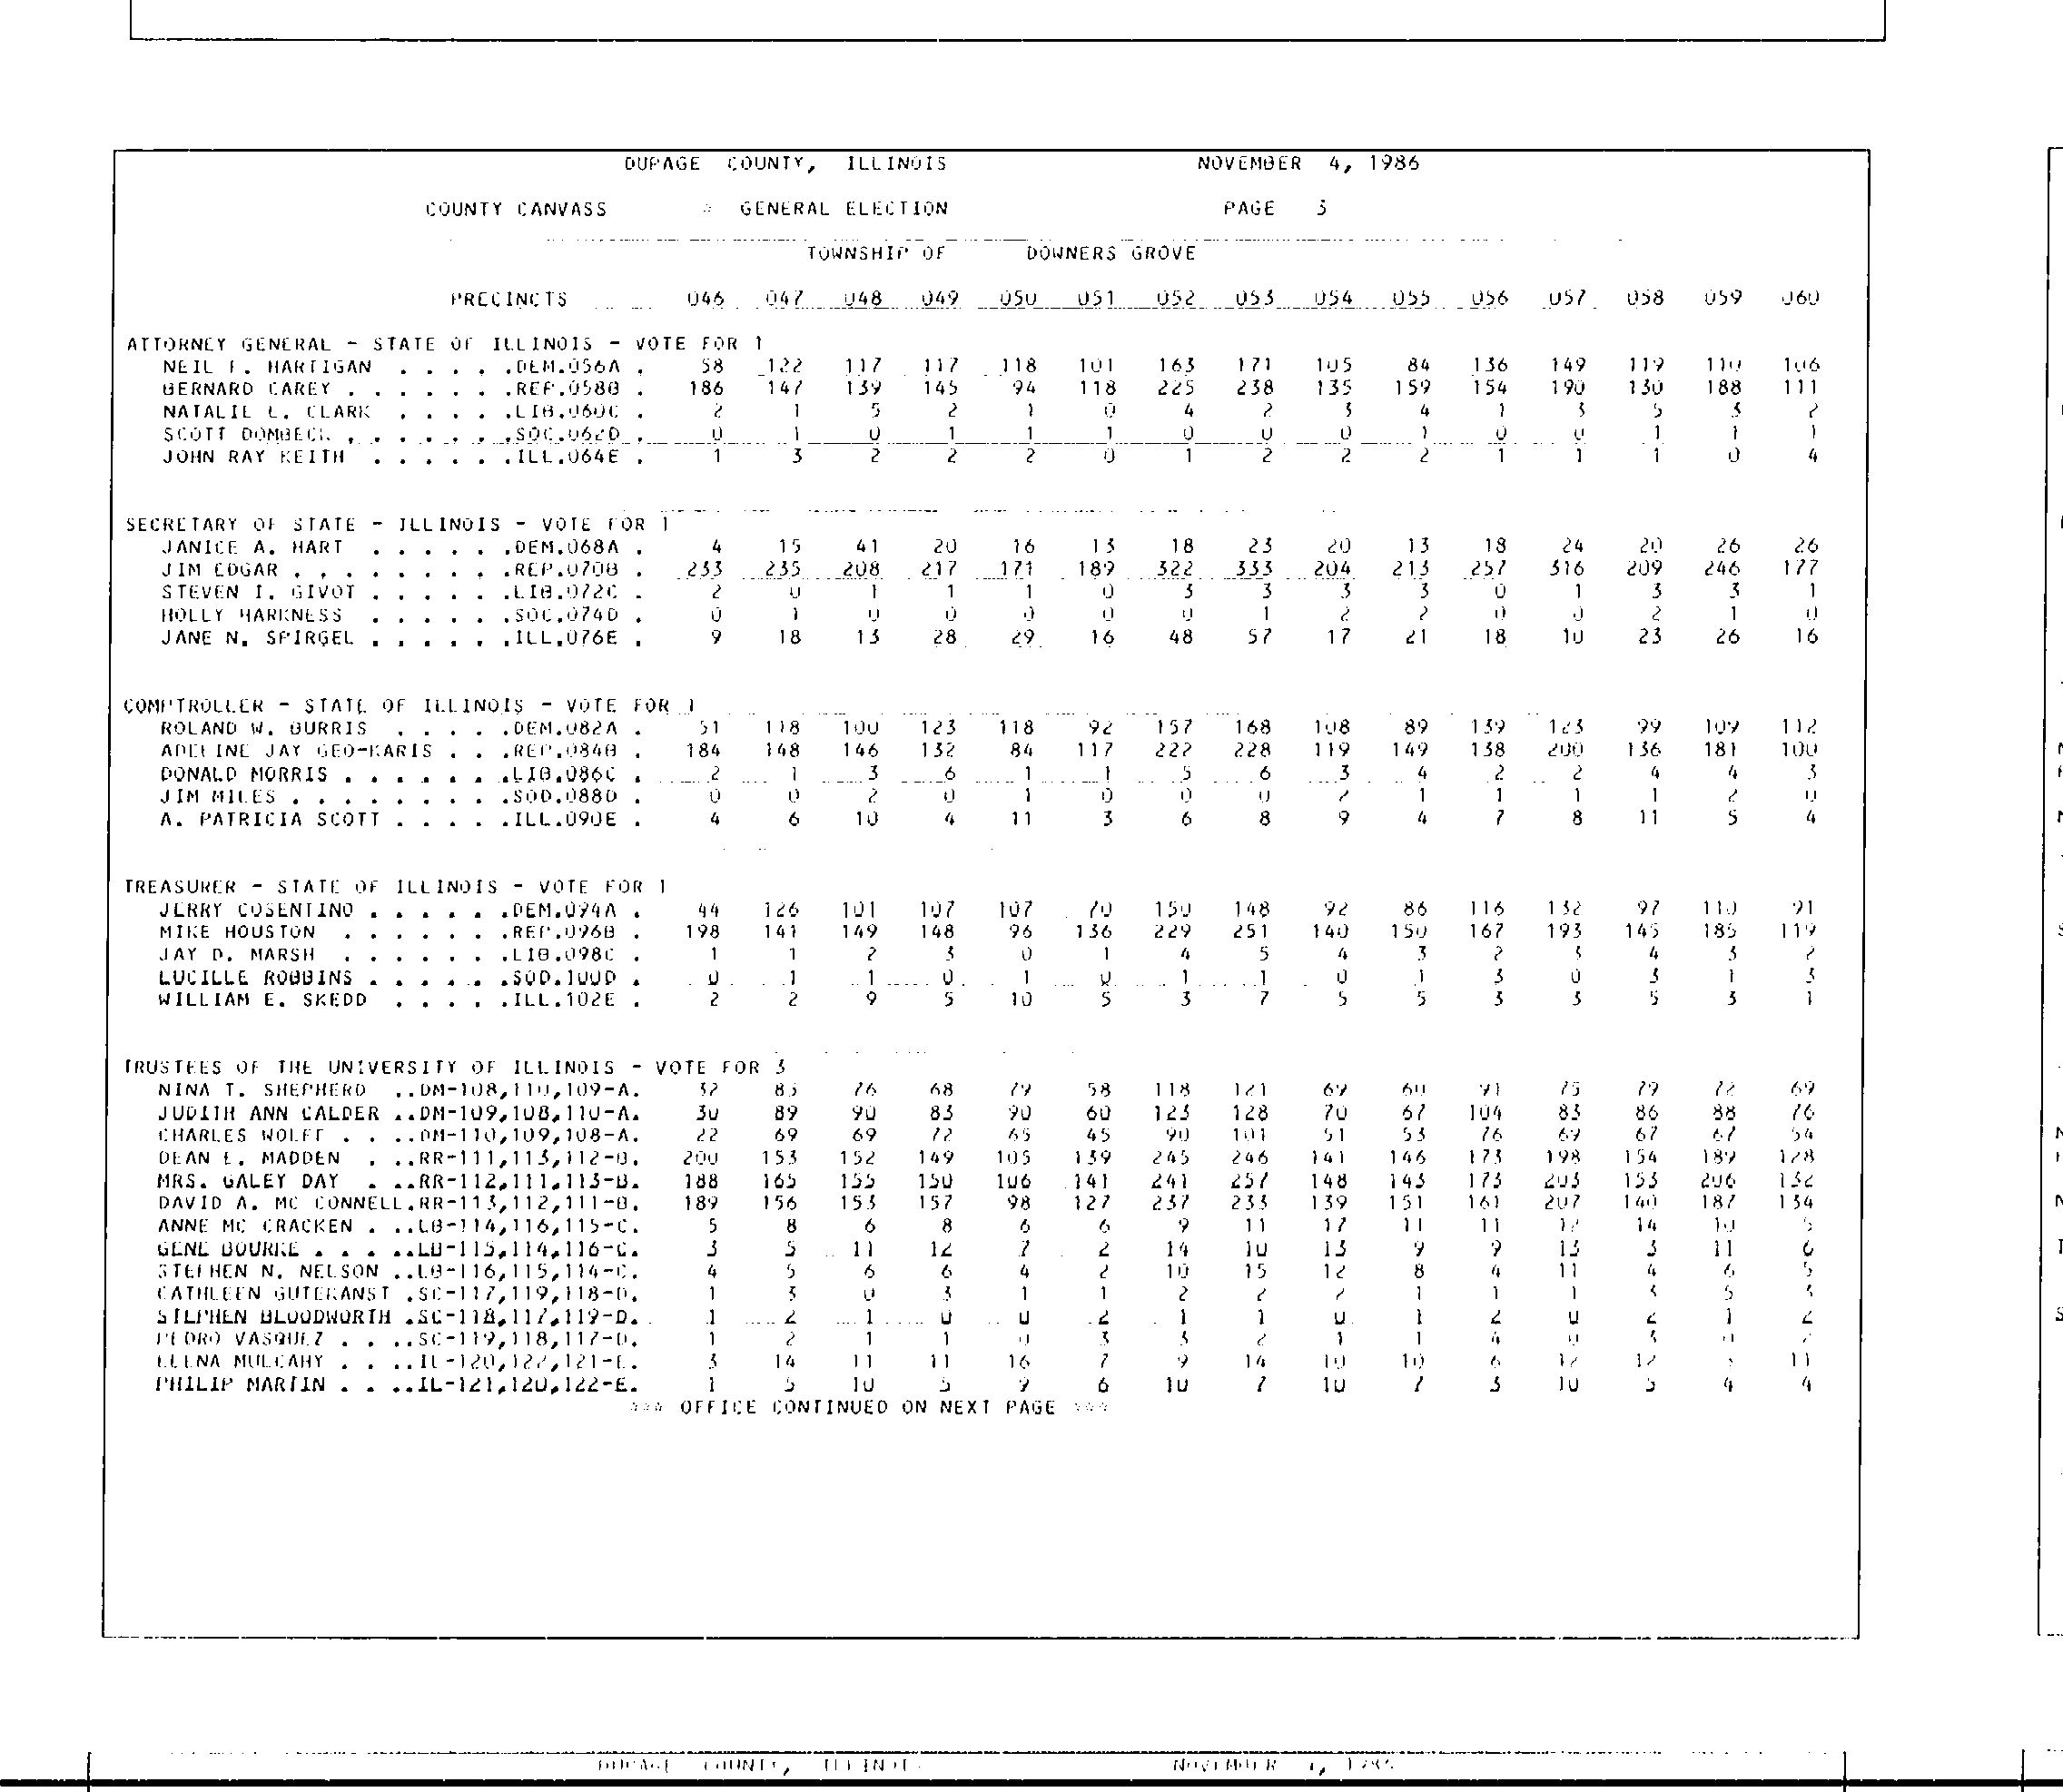 DUPAGE COUNTY, ILLINOIS NOVEMBER 4, 1986
COUNTY CANVASS * GENERAL ELECTION PAGE 3
TOWNSHIP OF DOWNERS GROVE
PRECINCTS 046 047 048 049 050 051 052 053 054 055 056 057 058 059 060
ATTORNEY GENERAL - STATE OF ILLINOIS - VOTE FOR 1
NEIL F. HARTIGAN . . . . .DEM.056A . 58 122 117 117 118 101 163 171 105 84 136 149 119 110 106
BERNARD CAREY . . . . . . .REP.058B . 186 147 139 145 94 118 225 238 135 159 154 190 130 188 111
NATALIE L. CLARK . . . . .LIB.060C . 2 1 5 2 1 0 4 2 3 4 1 3 5 3 2
SCOTT DOMBECK . . . . . . .SOC.062D . 0 1 0 1 1 1 0 0 0 1 0 0 1 1 1
JOHN RAY KEITH . . . . . .ILL.064E . 1 3 2 2 2 0 1 2 2 2 1 1 1 0 4
SECRETARY OF STATE - ILLINOIS - VOTE FOR 1
JANICE A. HART . . . . . .DEM.068A . 4 15 41 20 16 13 18 23 20 13 18 24 20 26 26
JIM EDGAR . . . . . . . . .REP.070B . 233 235 208 217 171 189 322 333 204 213 257 316 209 246 177
STEVEN I. GIVOT . . . . . .LIB.072C . 2 0 1 1 1 0 3 3 3 3 0 1 3 3 1
HOLLY HARKNESS . . . . . .SOC.074D . 0 1 0 0 0 0 0 1 2 2 0 0 2 1 0
JANE N. SPIRGEL . . . . . .ILL.076E . 9 18 13 28 29 16 48 57 17 21 18 10 23 26 16
COMPTROLLER - STATE OF ILLINOIS - VOTE FOR 1
ROLAND W. BURRIS . . . . .DEM.082A . 51 118 100 123 118 92 157 168 108 89 139 123 99 109 112
ADELINE JAY GEO-KARIS . . .REP.084B . 184 148 146 132 84 117 222 228 119 149 138 200 136 181 100
DONALD MORRIS . . . . . . .LIB.086C . 2 1 3 6 1 1 5 6 3 4 2 2 4 4 3
JIM MILES . . . . . . . . .SOD.088D . 0 0 2 0 1 0 0 0 2 1 1 1 1 2 0
A. PATRICIA SCOTT . . . . .ILL.090E . 4 6 10 4 11 3 6 8 9 4 7 8 11 5 4
TREASURER - STATE OF ILLINOIS - VOTE FOR 1
JERRY COSENTINO . . . . . .DEM.094A . 44 126 101 107 107 70 150 148 92 86 116 132 97 110 91
MIKE HOUSTON . . . . . . .REP.096B . 198 141 149 148 96 136 229 251 140 150 167 193 145 185 119
JAY D. MARSH . . . . . . .LIB.098C . 1 1 2 3 0 1 4 5 4 3 2 3 4 3 2
LUCILLE ROBBINS . . . . . .SOD.100D . 0 1 1 0 1 0 1 1 0 1 3 0 3 1 3
WILLIAM E. SKEDD . . . . .ILL.102E . 2 2 9 5 10 5 3 7 5 5 3 3 5 3 1
TRUSTEES OF THE UNIVERSITY OF ILLINOIS - VOTE FOR 3
NINA T. SHEPHERD ..DM-108,110,109-A. 32 83 76 68 79 58 118 121 69 60 91 75 79 72 69
JUDITH ANN CALDER ..DM-109,108,110-A. 30 89 90 83 90 60 123 128 70 67 104 83 86 88 76
CHARLES WOLFF . . ..DM-110,109,108-A. 22 69 69 72 65 45 90 101 51 53 76 69 67 67 54
DEAN E. MADDEN . ..RR-111,113,112-B. 200 153 152 149 105 139 245 246 141 146 173 198 154 189 128
MRS. GALEY DAY . ..RR-112,111,113-B. 188 165 155 150 106 141 241 257 148 143 173 203 153 206 132
DAVID A. MC CONNELL.RR-113,112,111-B. 189 156 153 157 98 127 237 233 139 151 161 207 140 187 134
ANNE MC CRACKEN . ..LB-114,116,115-C. 5 8 6 8 6 6 9 11 17 11 11 12 14 10 5
GENE BOURKE . . . ..LB-115,114,116-C. 3 5 11 12 7 2 14 10 13 9 9 13 3 11 6
STEPHEN N. NELSON ..LB-116,115,114-C. 4 5 6 6 4 2 10 15 12 8 4 11 4 6 5
CATHLEEN GUTEKANST .SC-117,119,118-D. 1 3 0 3 1 1 2 2 2 1 1 1 3 5 3
STEPHEN BLOODWORTH .SC-118,117,119-D. 1 2 1 0 0 2 1 1 0 1 2 0 2 1 2
PEDRO VASQUEZ . . ..SC-119,118,117-D. 1 2 1 1 0 3 3 2 1 1 4 0 3 0 2
ELENA MULCAHY . . ..IL-120,122,121-E. 3 14 11 11 16 7 9 14 10 10 6 12 12 11
PHILIP MARTIN . . ..IL-121,120,122-E. 1 5 10 5 9 6 10 7 10 7 3 10 5 4 4
*** OFFICE CONTINUED ON NEXT PAGE ***
DUPAGE COUNTY, ILLINOIS NOVEMBER 4, 1986